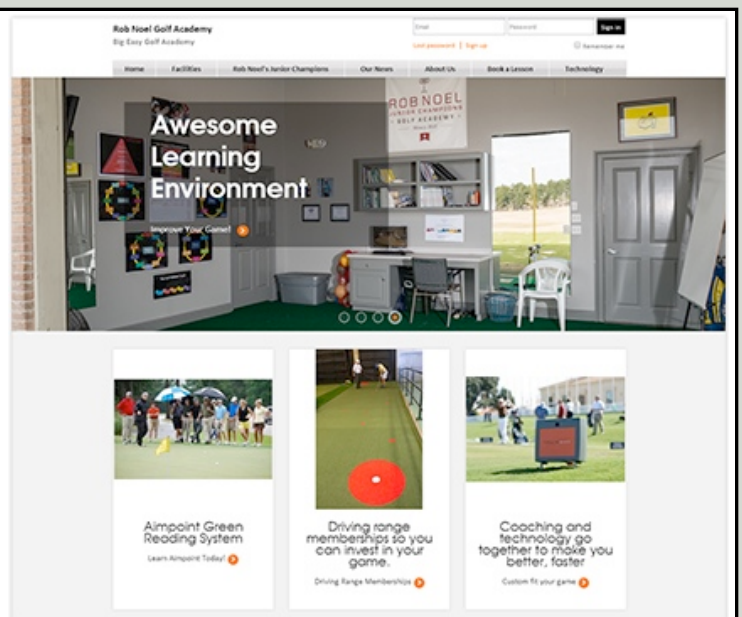 Rob Noel Golf Academy
Big Easy Golf Academy
Email
Password
Sign in
Lost password | Sign up
Remember me
Home
Facilities
Rob Noel's Junior Champions
Our News
About Us
Book a Lesson
Technology
ROB NOEL
JUNIOR CHAMPIONS
GOLF ACADEMY
Awesome
Learning
Environment
Improve Your Game!
Aimpoint Green
Reading System
Learn Aimpoint Today!
Driving range
memberships so you
can invest in your
game.
Driving Range Memberships
Coaching and
technology go
together to make you
better, faster
Custom fit your game